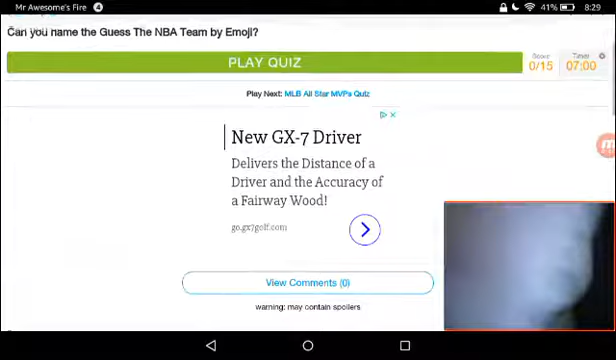 Mr Awesome's Fire 4 41% 8:29
Can you name the Guess The NBA Team by Emoji?
PLAY QUIZ
Score
0/15
Timer
07:00
Play Next: MLB All Star MVPs Quiz
New GX-7 Driver
Delivers the Distance of a
Driver and the Accuracy of
a Fairway Wood!
go.gx7golf.com
View Comments (0)
warning: may contain spoilers